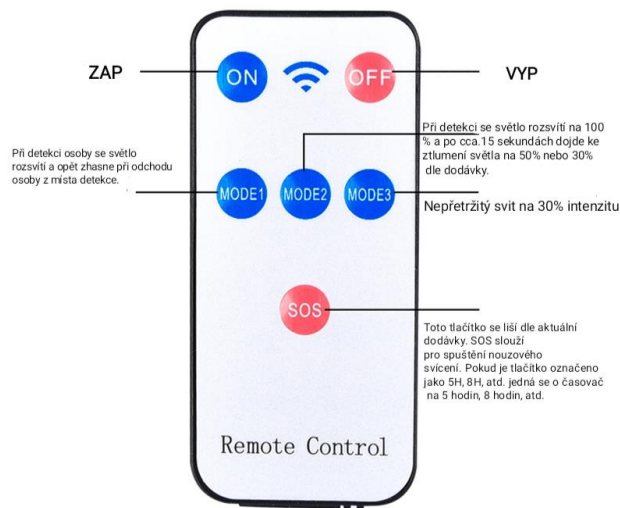 ZAP
ON
OFF
VYP
Při detekci osoby se světlo
rozsvítí a opět zhasne při odchodu
osoby z místa detekce.
Při detekci se světlo rozsvítí na 100
% a po cca.15 sekundách dojde ke
ztlumení světla na 50% nebo 30%
dle dodávky.
MODE1
MODE2
MODE3
Nepřetržitý svit na 30% intenzitu
SOS
Toto tlačítko se liší dle aktuální
dodávky. SOS slouží
pro spuštění nouzového
svícení. Pokud je tlačítko označeno
jako 5H, 8H, atd. jedná se o časovač
na 5 hodin, 8 hodin, atd.
Remote Control